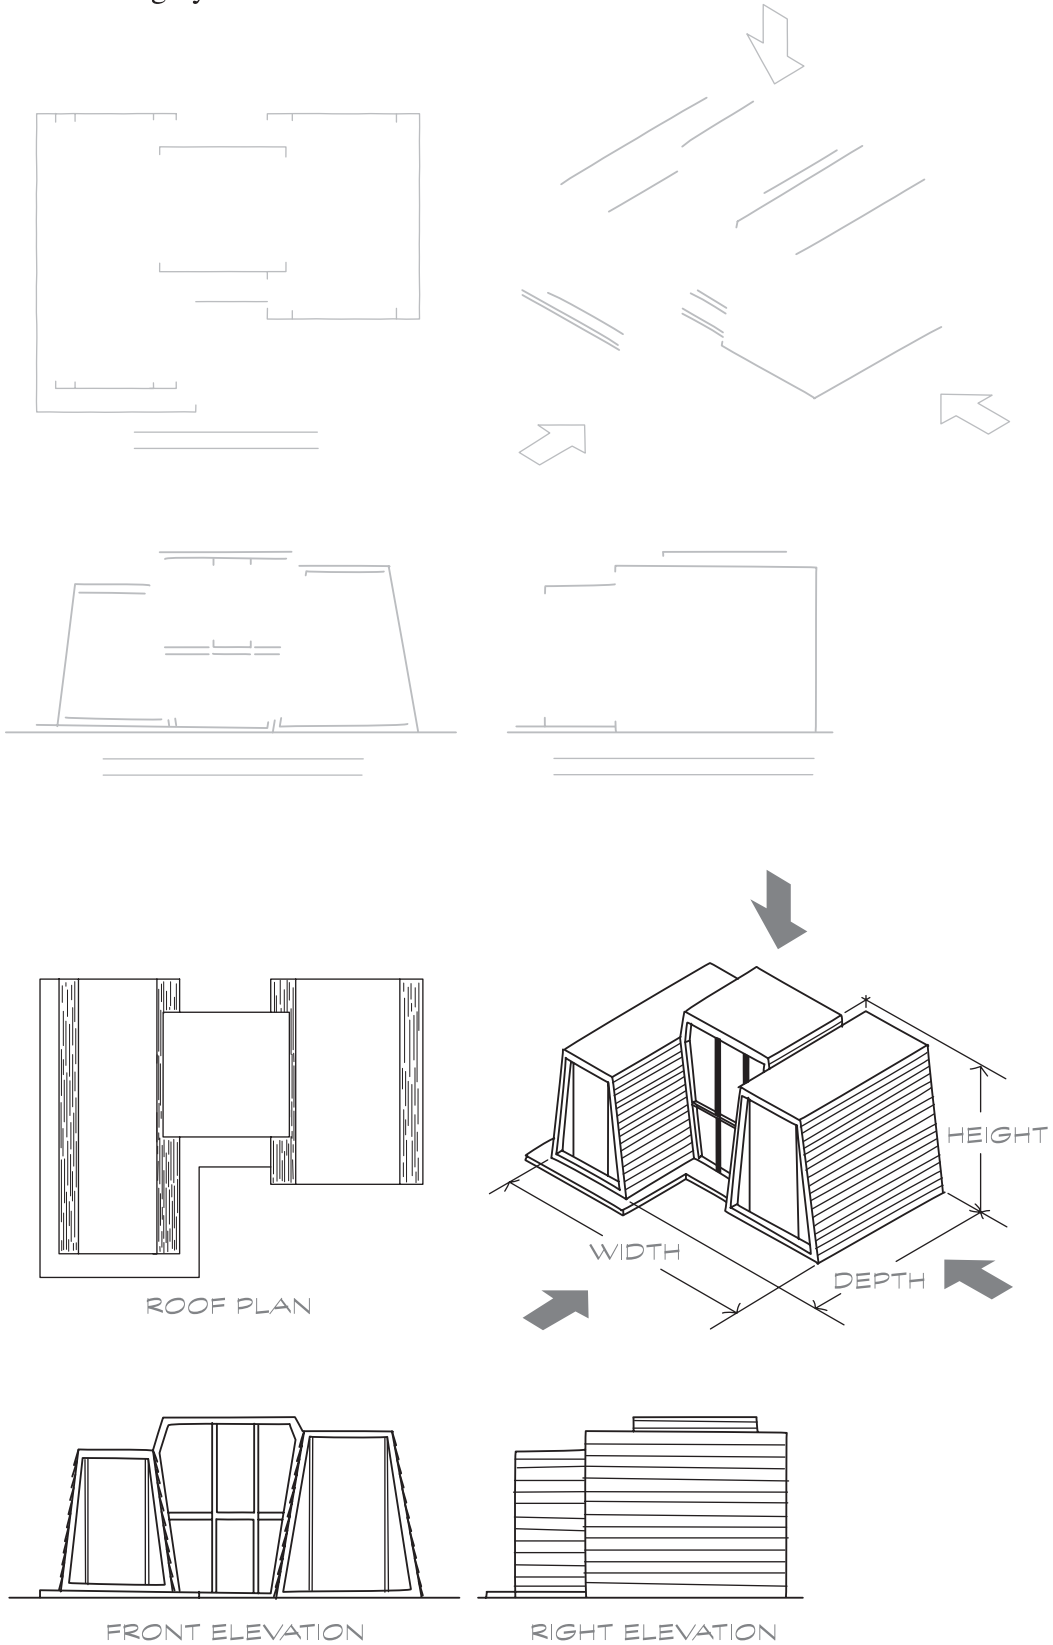 ROOF PLAN
HEIGHT
WIDTH
DEPTH
FRONT ELEVATION
RIGHT ELEVATION